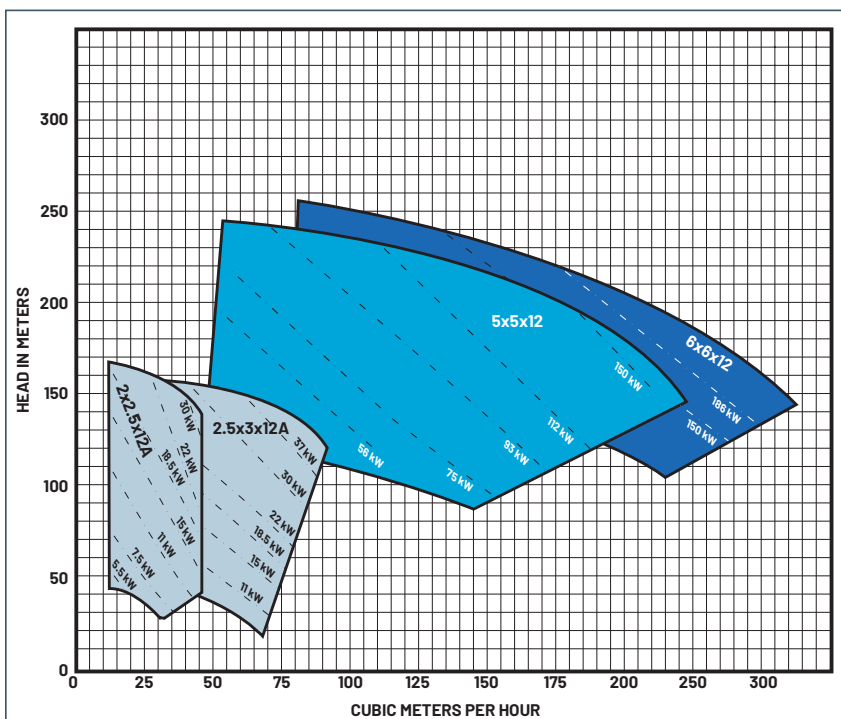 HEAD IN METERS
300
250
200
150
100
50
0
2x2.5x12A
30 kW
22 kW
18.5 kW
15 kW
11 kW
7.5 kW
5.5 kW
2.5x3x12A
37 kW
30 kW
22 kW
18.5 kW
15 kW
11 kW
5x5x12
150 kW
112 kW
93 kW
75 kW
56 kW
6x6x12
186 kW
150 kW
0 25 50 75 100 125 150 175 200 250 300
CUBIC METERS PER HOUR